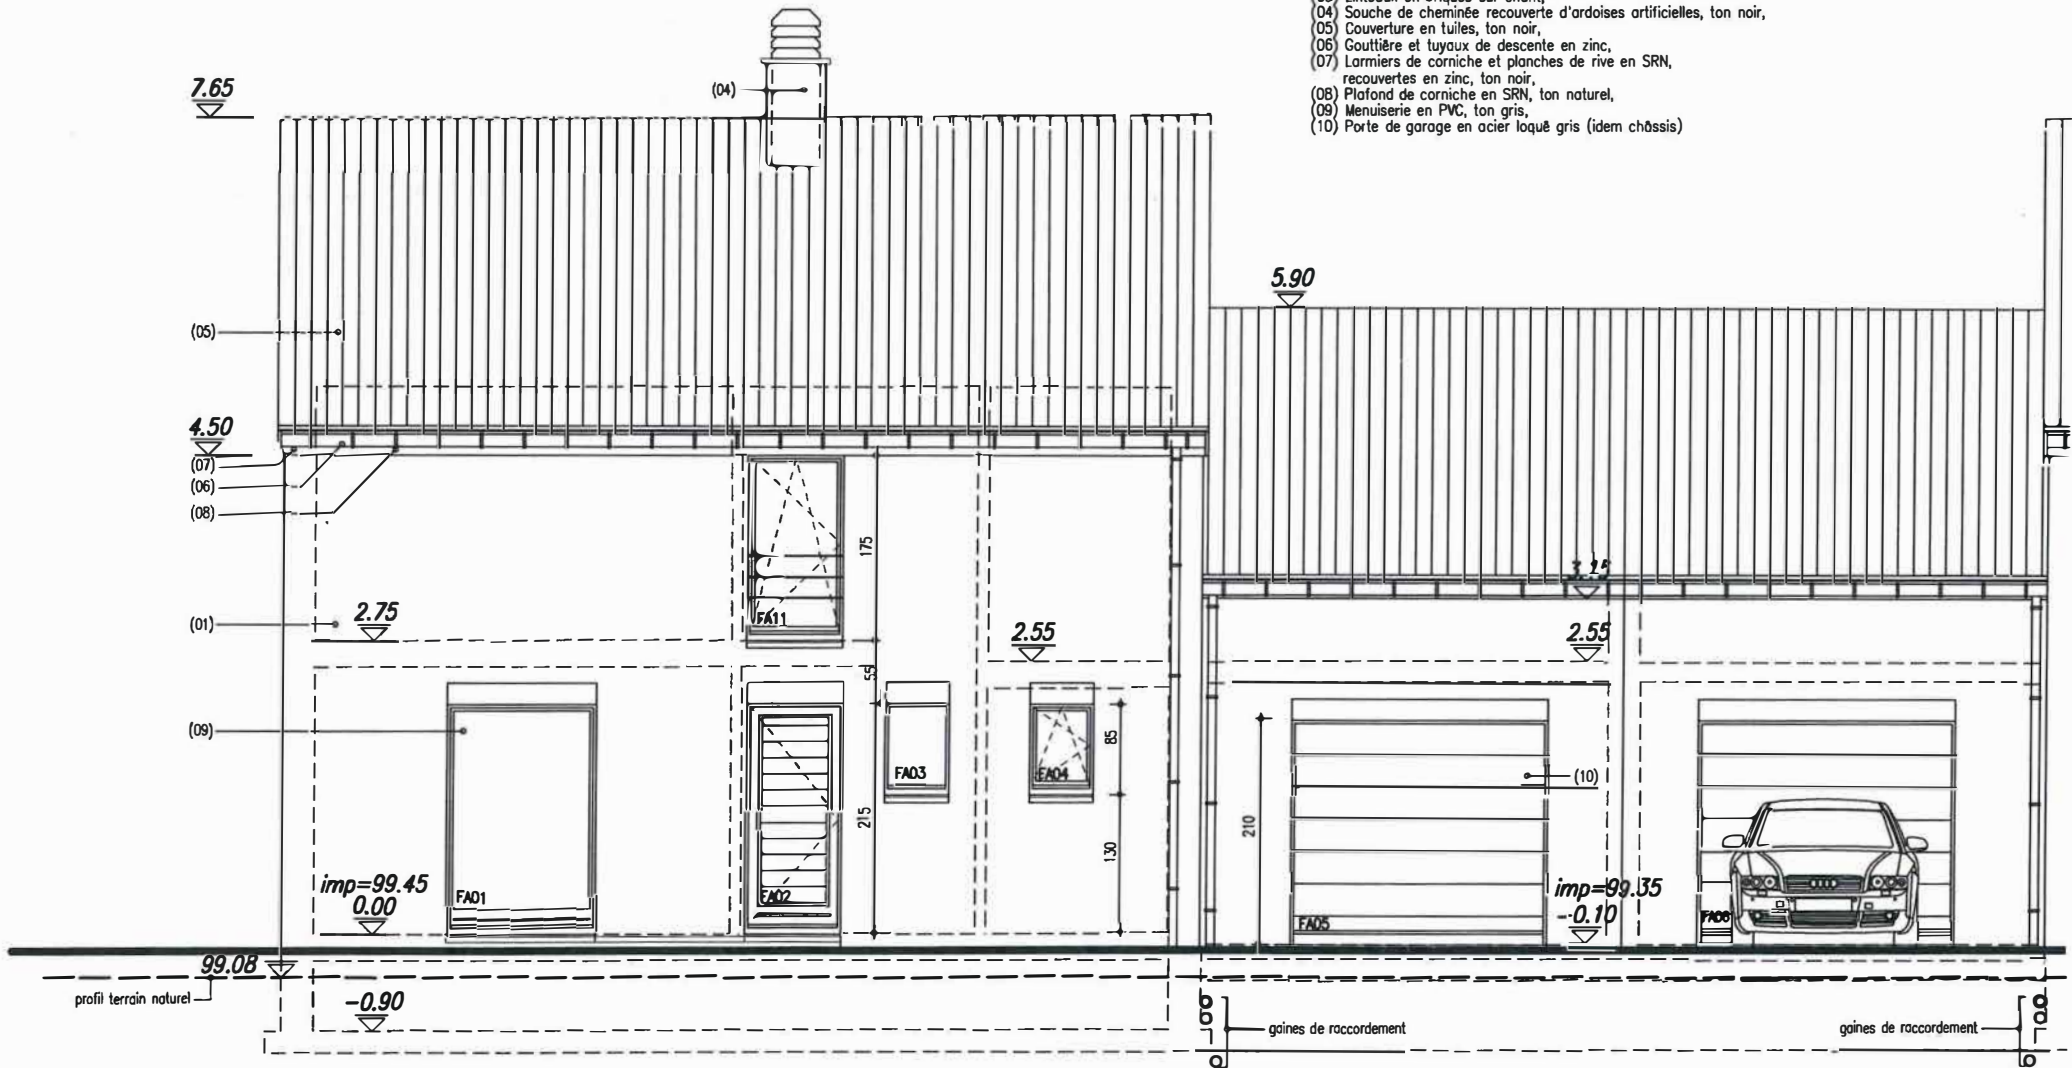 (04) Souche de cheminée recouverte d'ardoises artificielles, ton noir,
(05) Couverture en tuiles, ton noir,
(06) Gouttière et tuyaux de descente en zinc,
(07) Larmiers de corniche et planches de rive en SRN,
recouvertes en zinc, ton noir,
(08) Plafond de corniche en SRN, ton naturel,
(09) Menuiserie en PVC, ton gris,
(10) Porte de garage en acier loqué gris (idem châssis)
7.65
(04)
5.90
(05)
4.50
(07)
(06)
(08)
175
(01)
2.75
FA11
2.55
2.55
55
(09)
85
FA03
FA04
(10)
215
210
130
imp=99.45
0.00
FA01
FA02
imp=99.35
-0.10
FA05
FA06
99.08
profil terrain naturel
-0.90
gaines de raccordement
gaines de raccordement